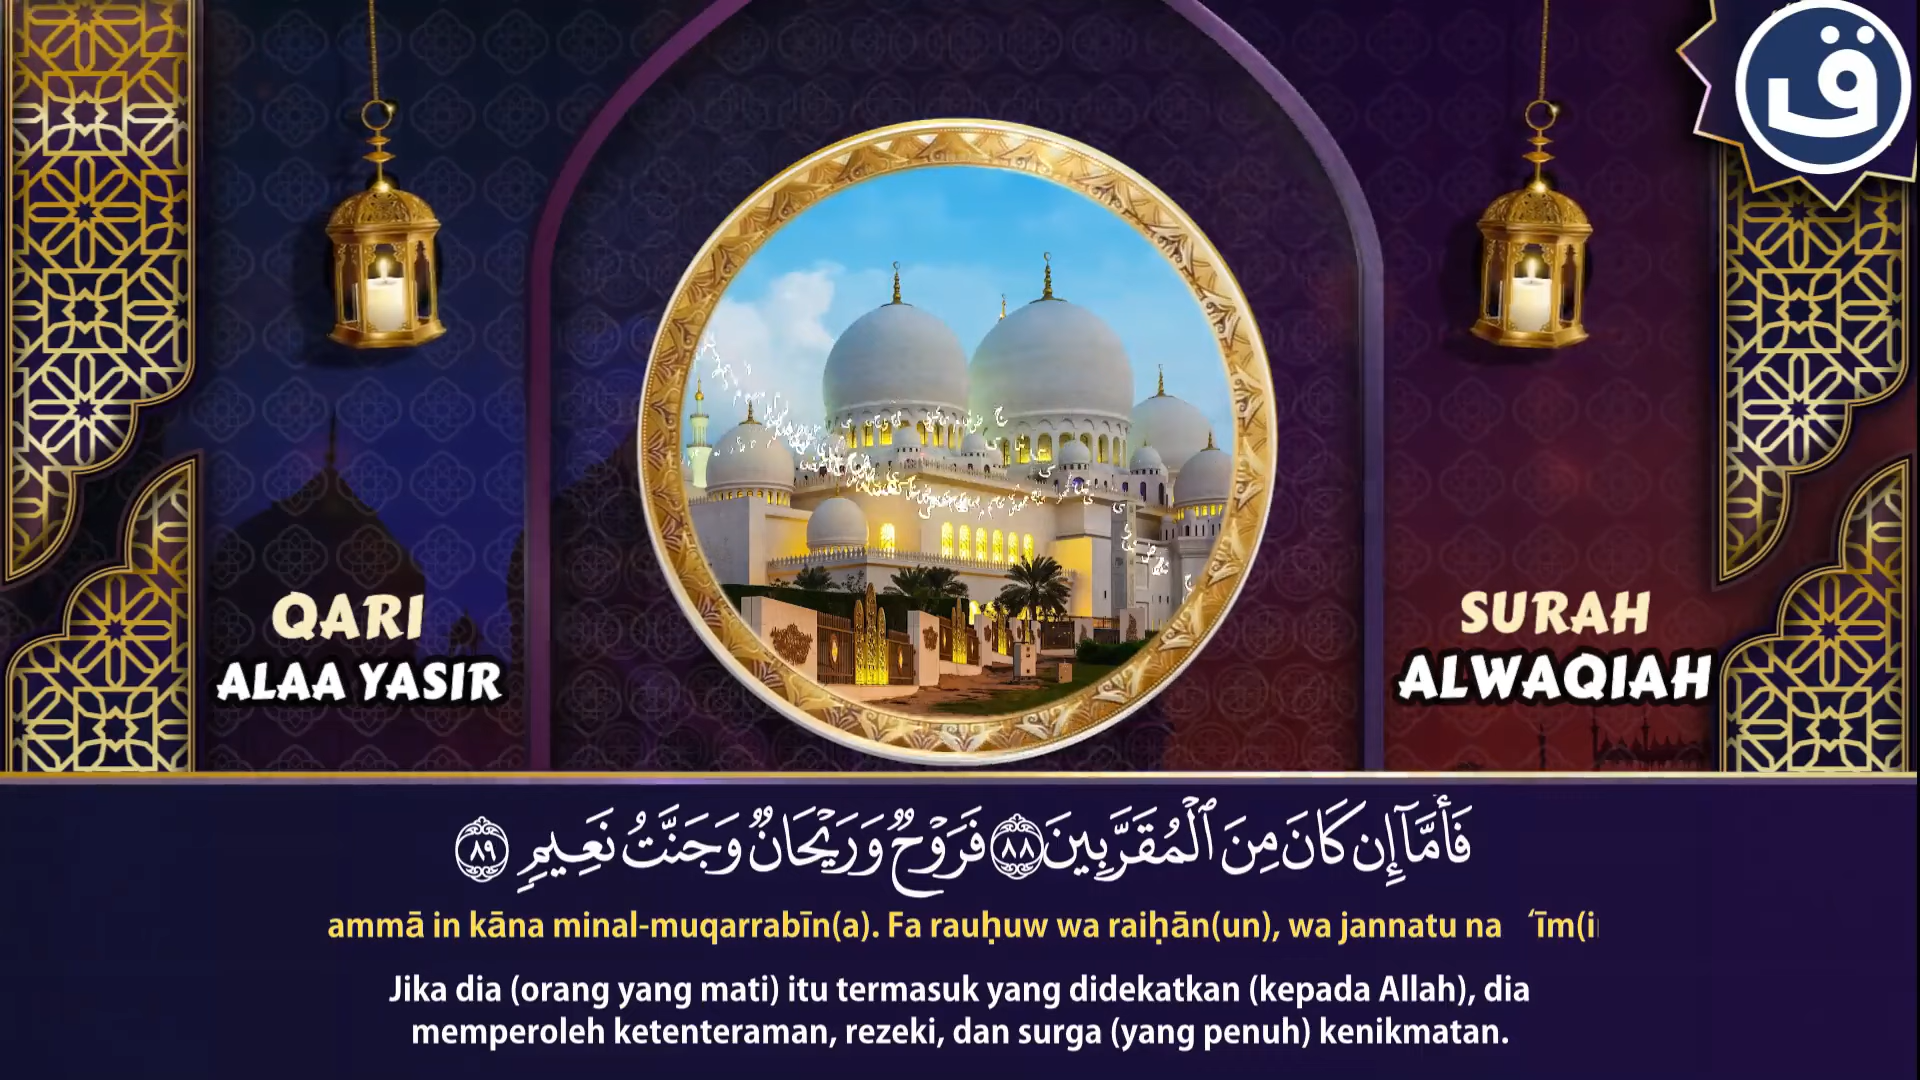 ق
QARI
ALAA YASIR
SURAH
ALWAQIAH
فَأَمَّآ إِن كَانَ مِنَ ٱلْمُقَرَّبِينَ ٨٨ فَرَوْحٌ وَرَيْحَانٌ وَجَنَّتُ نَعِيمٍ ٨٩
ammā in kāna minal-muqarrabīn(a). Fa rauḥuw wa raiḥān(un), wa jannatu na ‘īm(i
Jika dia (orang yang mati) itu termasuk yang didekatkan (kepada Allah), dia
memperoleh ketenteraman, rezeki, dan surga (yang penuh) kenikmatan.